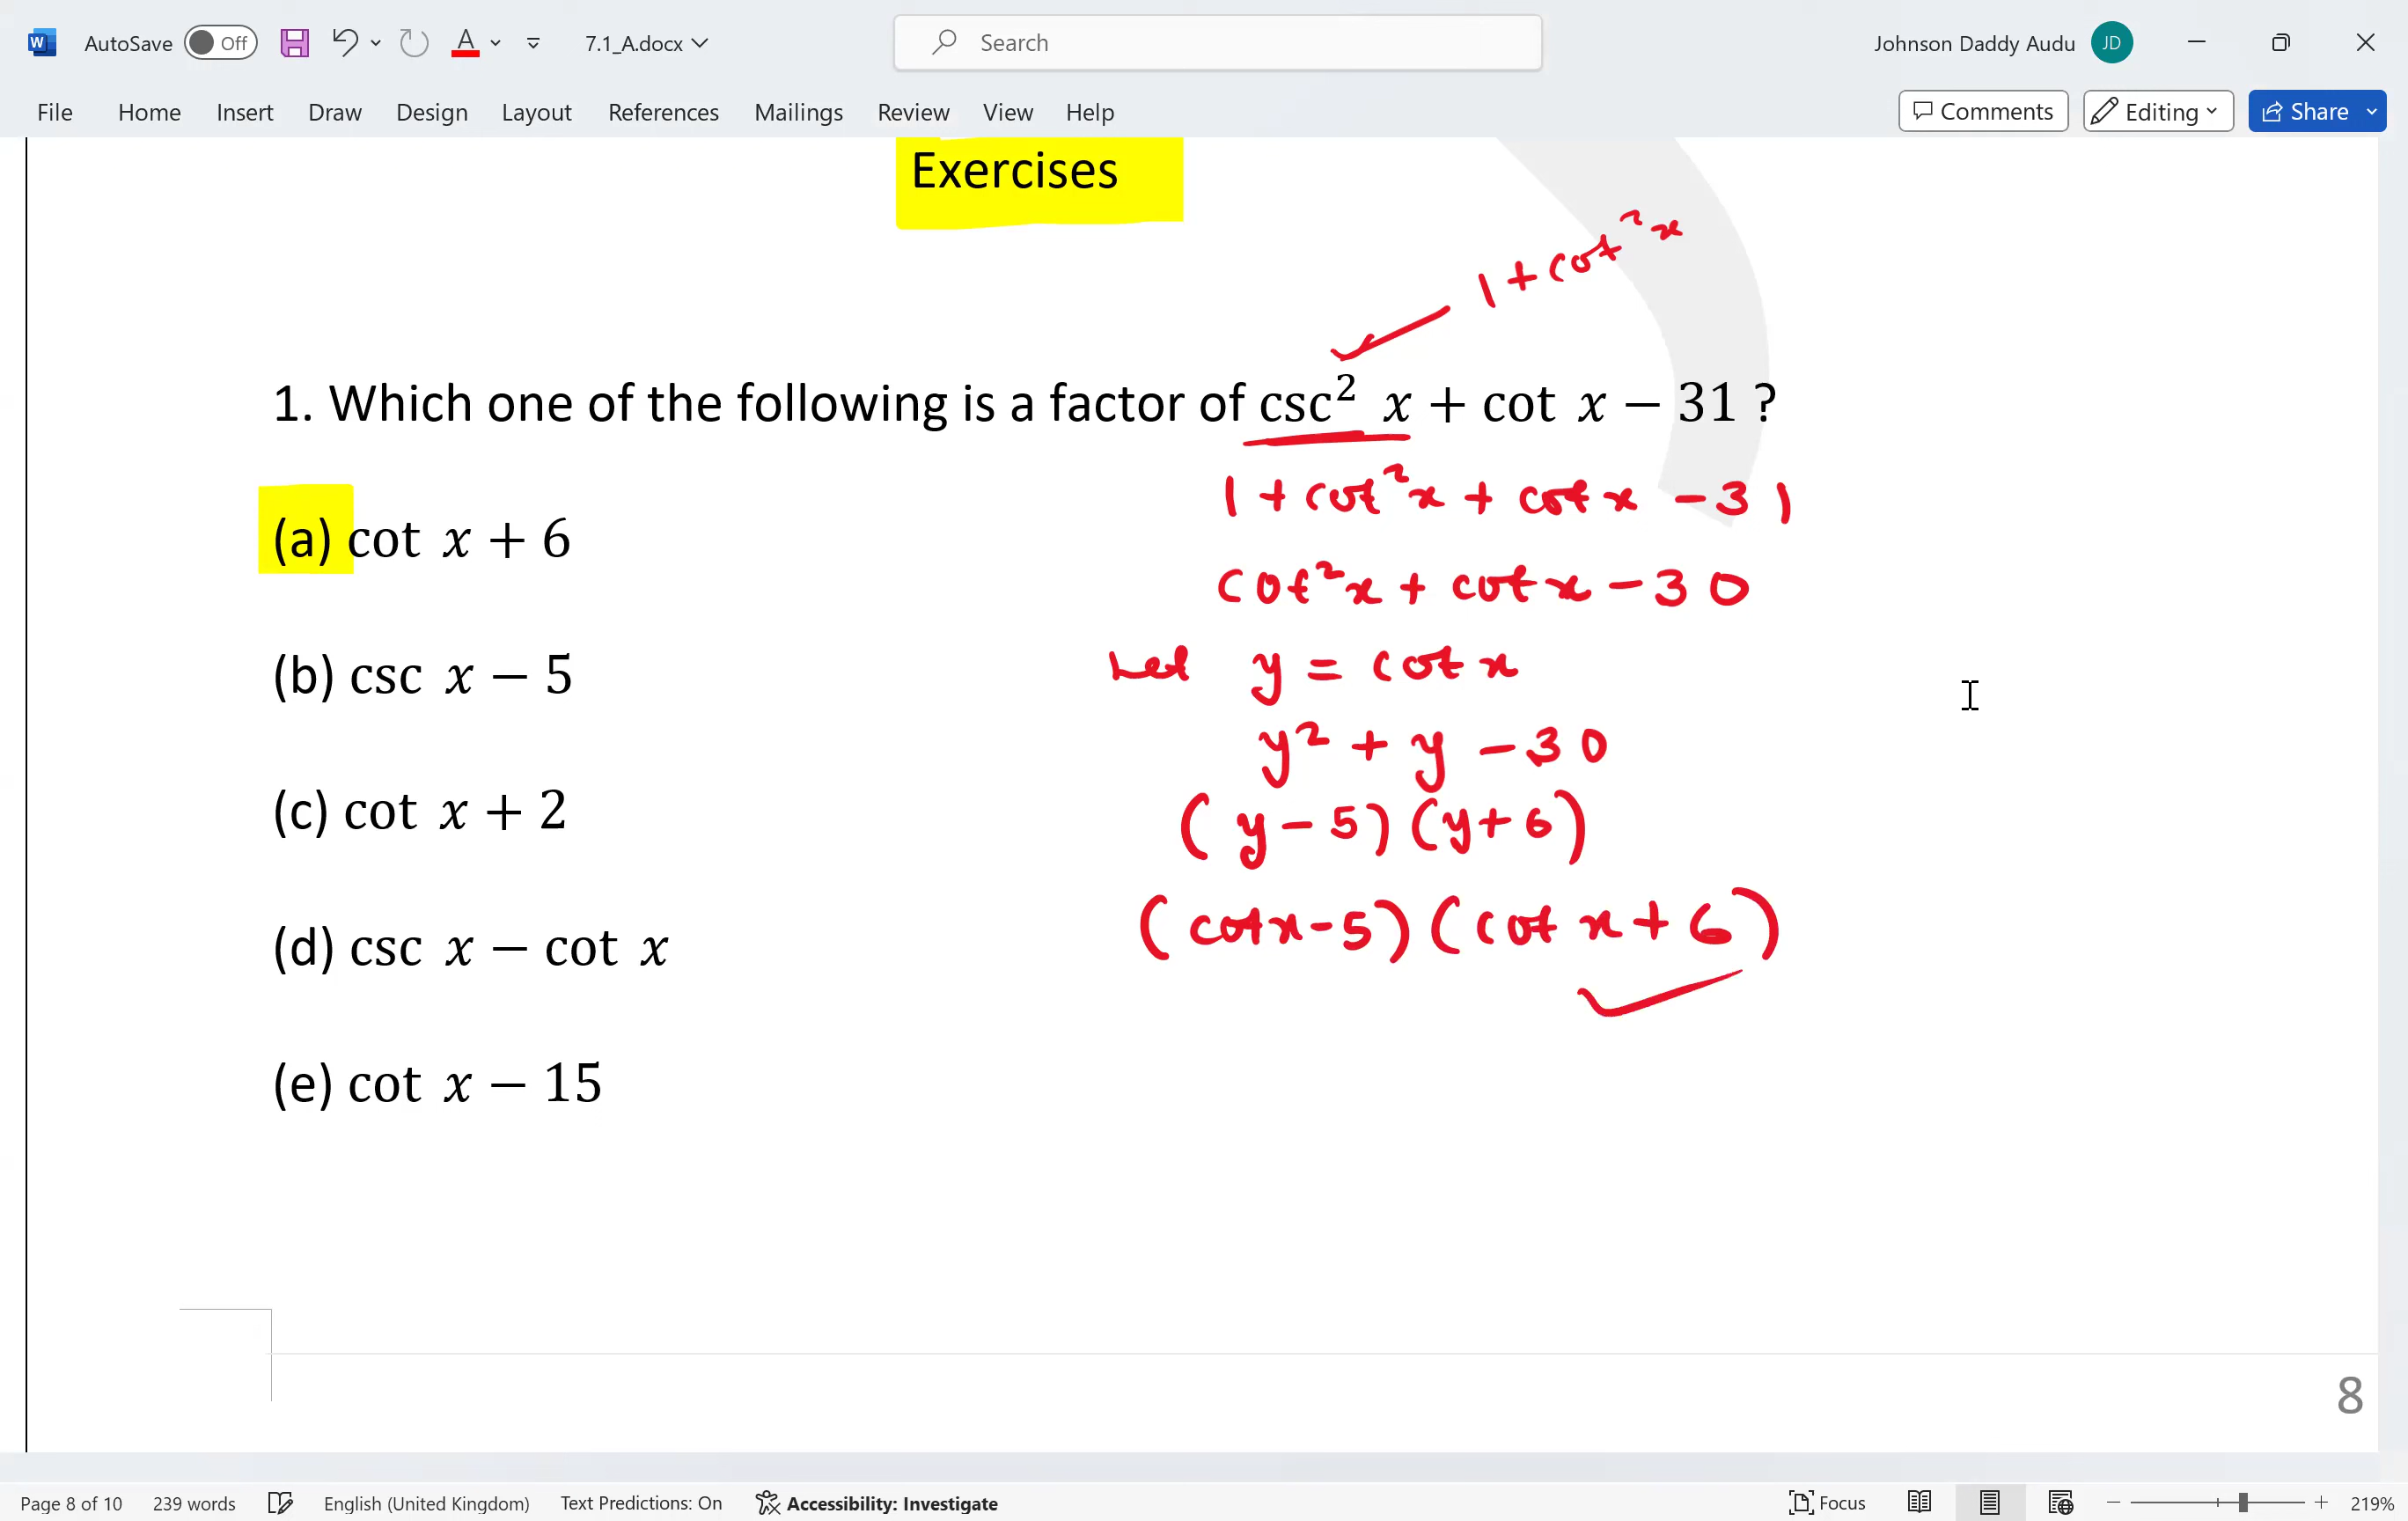 AutoSave Off 7.1_A.docx Search Johnson Daddy Audu JD
File Home Insert Draw Design Layout References Mailings Review View Help Comments Editing Share
Exercises
1 + cot²x
1. Which one of the following is a factor of csc² x + cot x − 31 ?
1 + cot²x + cot x − 31
(a) cot x + 6
cot²x + cot x − 30
(b) csc x − 5
Let y = cot x
y² + y − 30
(c) cot x + 2
(y − 5)(y + 6)
(d) csc x − cot x
(cot x − 5)(cot x + 6)
(e) cot x − 15
8
Page 8 of 10 239 words English (United Kingdom) Text Predictions: On Accessibility: Investigate Focus 219%